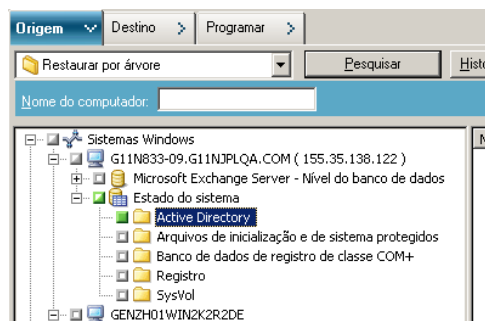 Origem Destino Programar
Restaurar por árvore Pesquisar
Nome do computador:
Sistemas Windows
G11N833-09.G11NJPLQA.COM ( 155.35.138.122 )
Microsoft Exchange Server - Nível do banco de dados
Estado do sistema
Active Directory
Arquivos de inicialização e de sistema protegidos
Banco de dados de registro de classe COM+
Registro
SysVol
GENZH01WIN2K2R2DE